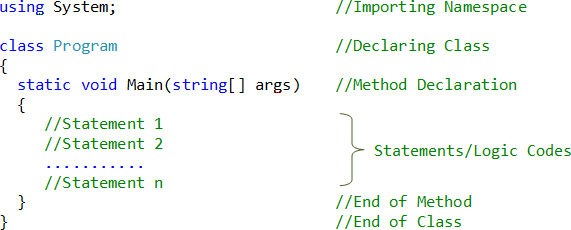 using System; //Importing Namespace
class Program //Declaring Class
{
static void Main(string[] args) //Method Declaration
{
//Statement 1
//Statement 2
...........
Statements/Logic Codes
//Statement n
} //End of Method
} //End of Class